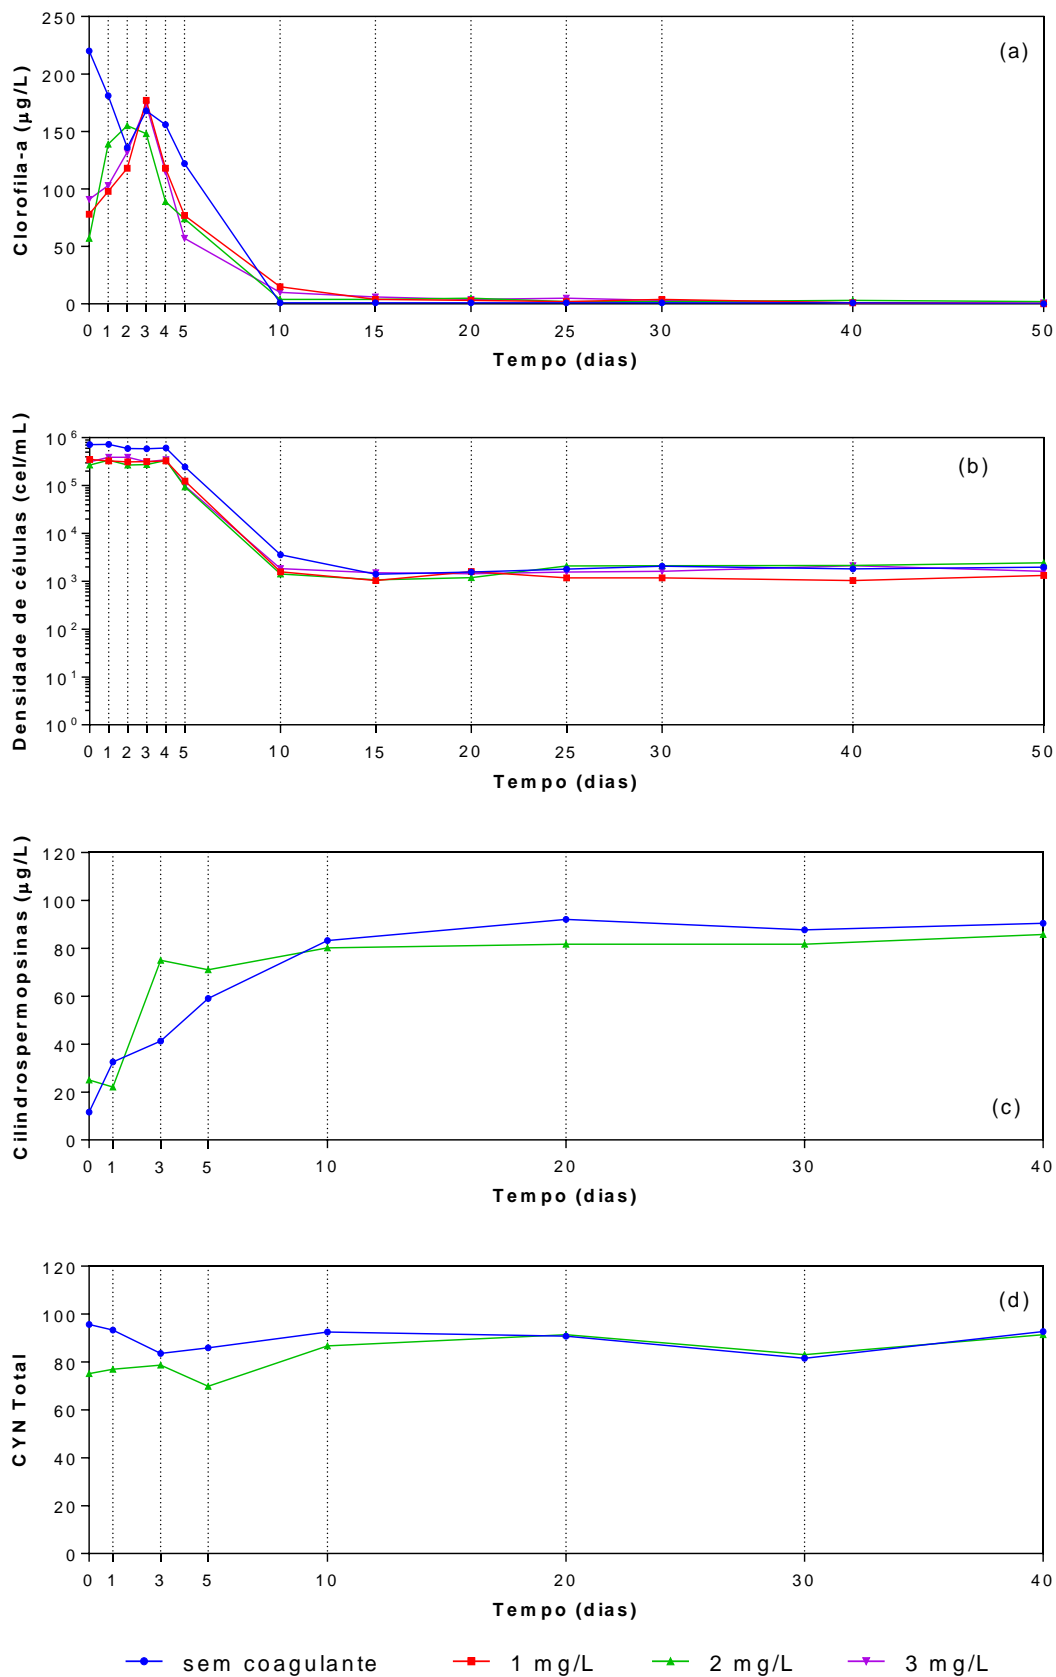 (a)
Clorofila-a (µg/L)
250
200
150
100
50
0
0 1 2 3 4 5 10 15 20 25 30 40 50
Tempo (dias)
(b)
Densidade de células (cel/mL)
10⁶
10⁵
10⁴
10³
10²
10¹
10⁰
0 1 2 3 4 5 10 15 20 25 30 40 50
Tempo (dias)
Cilindrospermopsinas (µg/L)
120
100
80
60
40
20
0
(c)
0 1 3 5 10 20 30 40
Tempo (dias)
CYN Total
120
100
80
60
40
20
0
(d)
0 1 3 5 10 20 30 40
Tempo (dias)
sem coagulante 1 mg/L 2 mg/L 3 mg/L